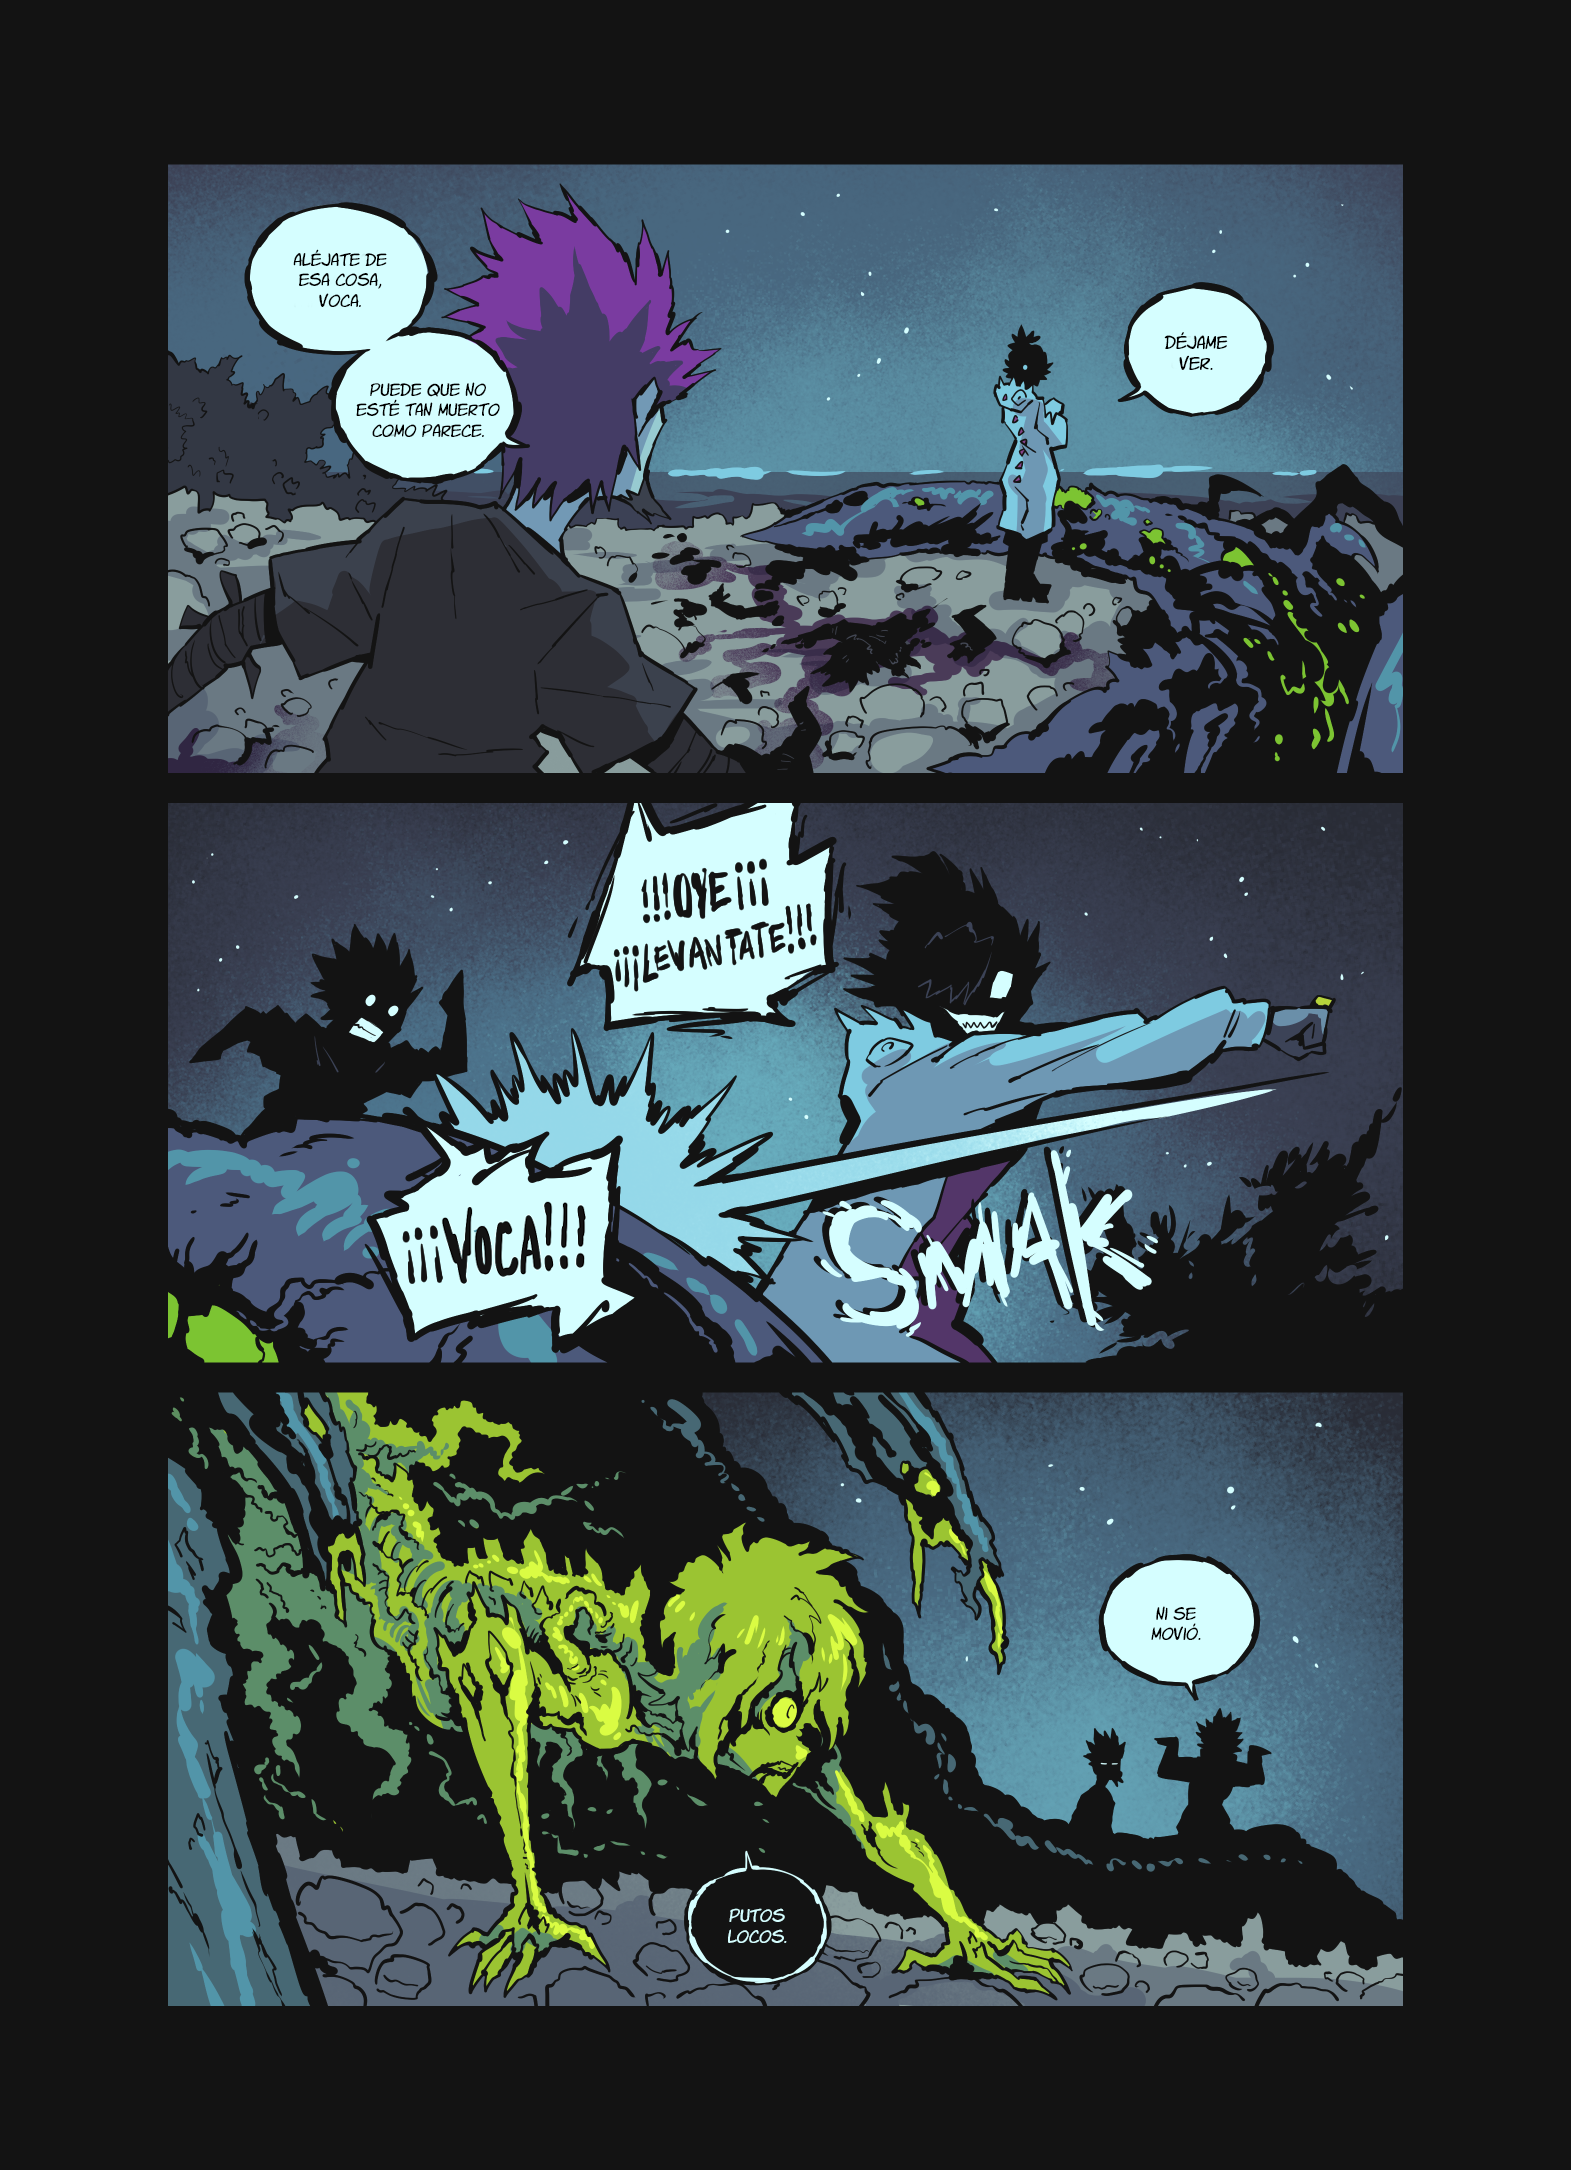 ALÉJATE DE
ESA COSA,
VOCA.
PUEDE QUE NO
ESTÉ TAN MUERTO
COMO PARECE.
DÉJAME
VER.
!!!OYE¡¡¡
¡¡¡LEVANTATE!!!
¡¡¡VOCA!!!
SMAK
NI SE
MOVIÓ.
PUTOS
LOCOS.